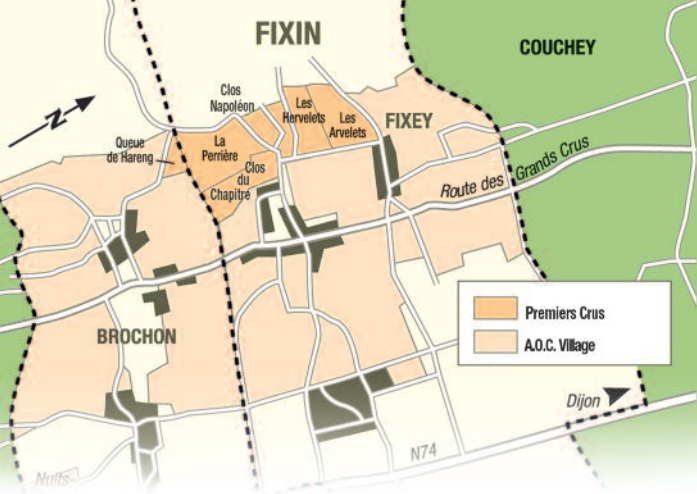 FIXIN
COUCHEY
Clos
Napoléon
Les
Hervelets
Les
Arvelets
FIXEY
Queue
de Hareng
La
Perrière
Clos
du
Chapitre
Route des Grands Crus
N
BROCHON
Premiers Crus
A.O.C. Village
Dijon
N74
Nuits-